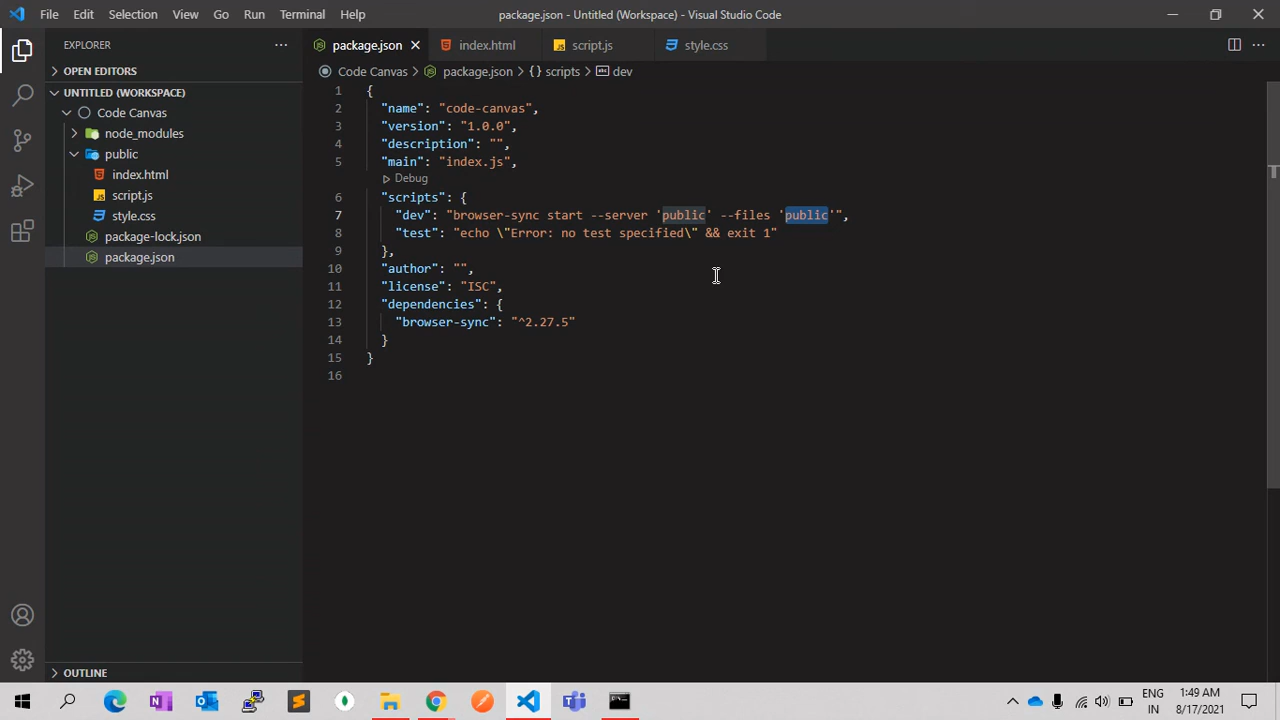 File Edit Selection View Go Run Terminal Help
package.json - Untitled (Workspace) - Visual Studio Code
EXPLORER
OPEN EDITORS
UNTITLED (WORKSPACE)
Code Canvas
node_modules
public
index.html
script.js
style.css
package-lock.json
package.json
OUTLINE
package.json index.html script.js style.css
Code Canvas package.json {} scripts abc dev
1 {
2 "name": "code-canvas",
3 "version": "1.0.0",
4 "description": "",
5 "main": "index.js",
Debug
6 "scripts": {
7 "dev": "browser-sync start --server 'public' --files 'public'",
8 "test": "echo \"Error: no test specified\" && exit 1"
9 },
10 "author": "",
11 "license": "ISC",
12 "dependencies": {
13 "browser-sync": "^2.27.5"
14 }
15 }
16
ENG 1:49 AM
IN 8/17/2021